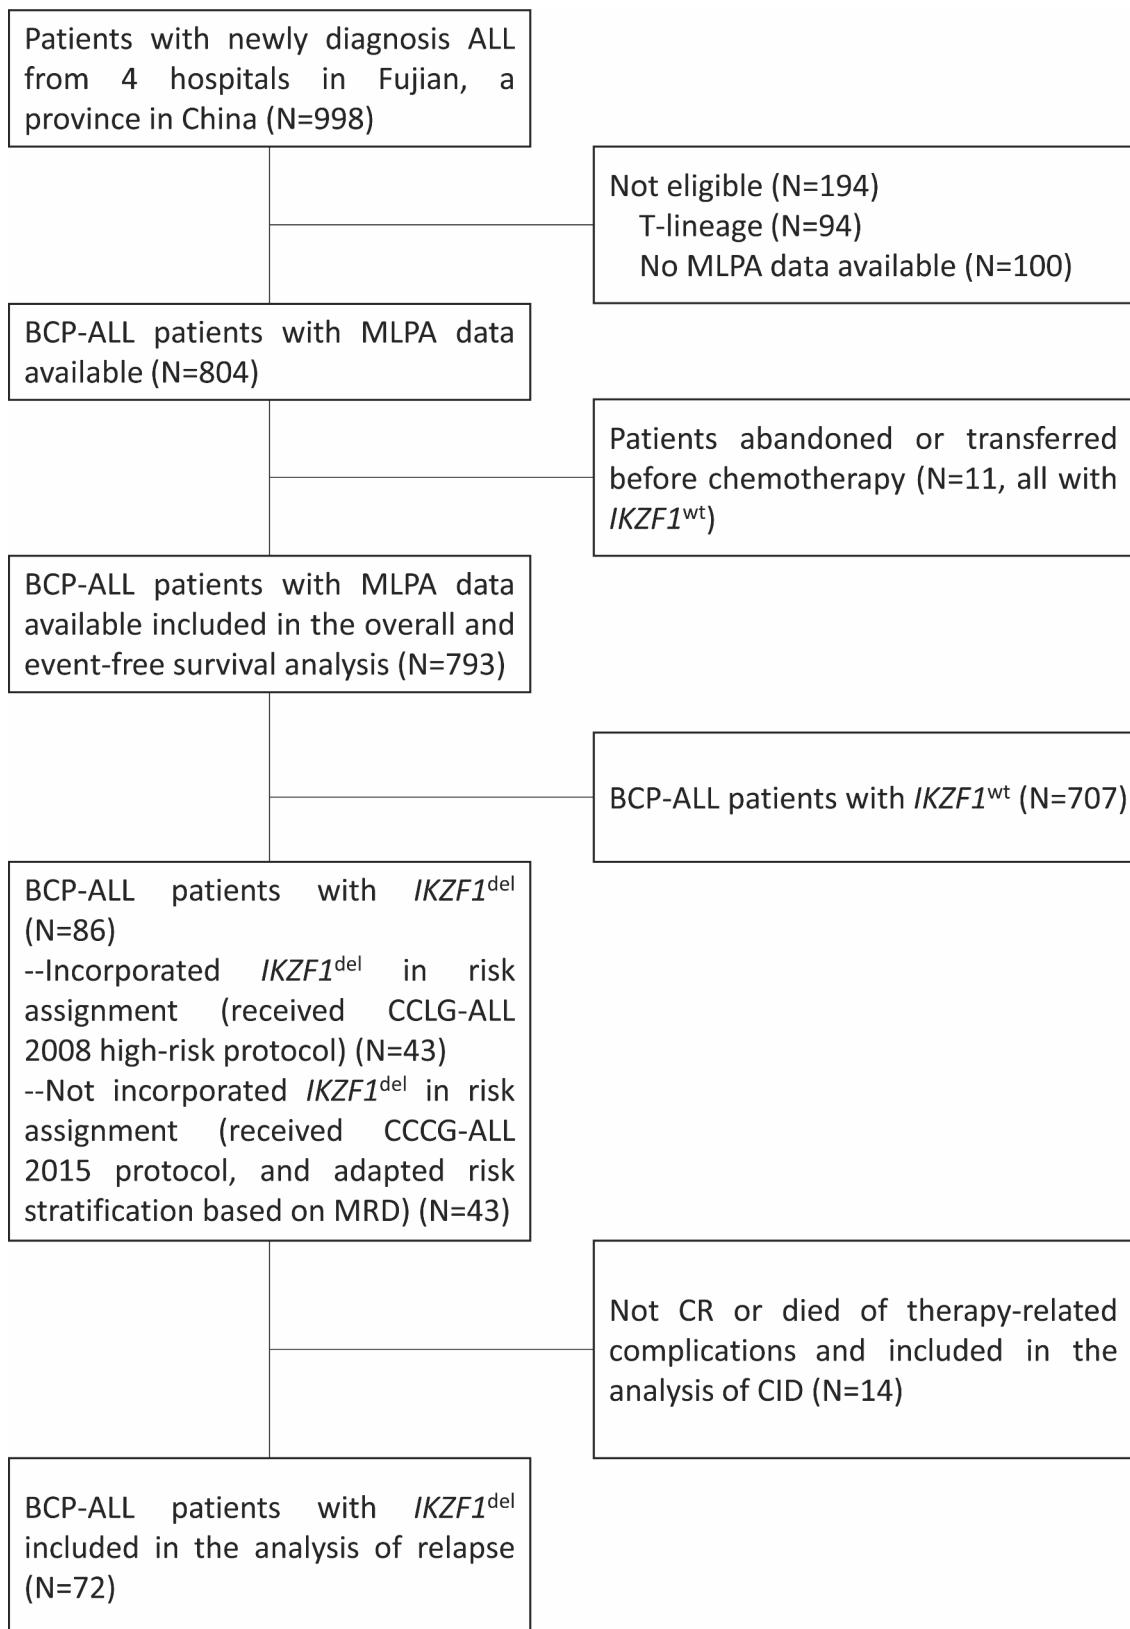 Patients with newly diagnosis ALL
from 4 hospitals in Fujian, a
province in China (N=998)
Not eligible (N=194)
T-lineage (N=94)
No MLPA data available (N=100)
BCP-ALL patients with MLPA data
available (N=804)
Patients abandoned or transferred
before chemotherapy (N=11, all with
IKZF1wt)
BCP-ALL patients with MLPA data
available included in the overall and
event-free survival analysis (N=793)
BCP-ALL patients with IKZF1wt (N=707)
BCP-ALL patients with IKZF1del
(N=86)
--Incorporated IKZF1del in risk
assignment (received CCLG-ALL
2008 high-risk protocol) (N=43)
--Not incorporated IKZF1del in risk
assignment (received CCCG-ALL
2015 protocol, and adapted risk
stratification based on MRD) (N=43)
Not CR or died of therapy-related
complications and included in the
analysis of CID (N=14)
BCP-ALL patients with IKZF1del
included in the analysis of relapse
(N=72)